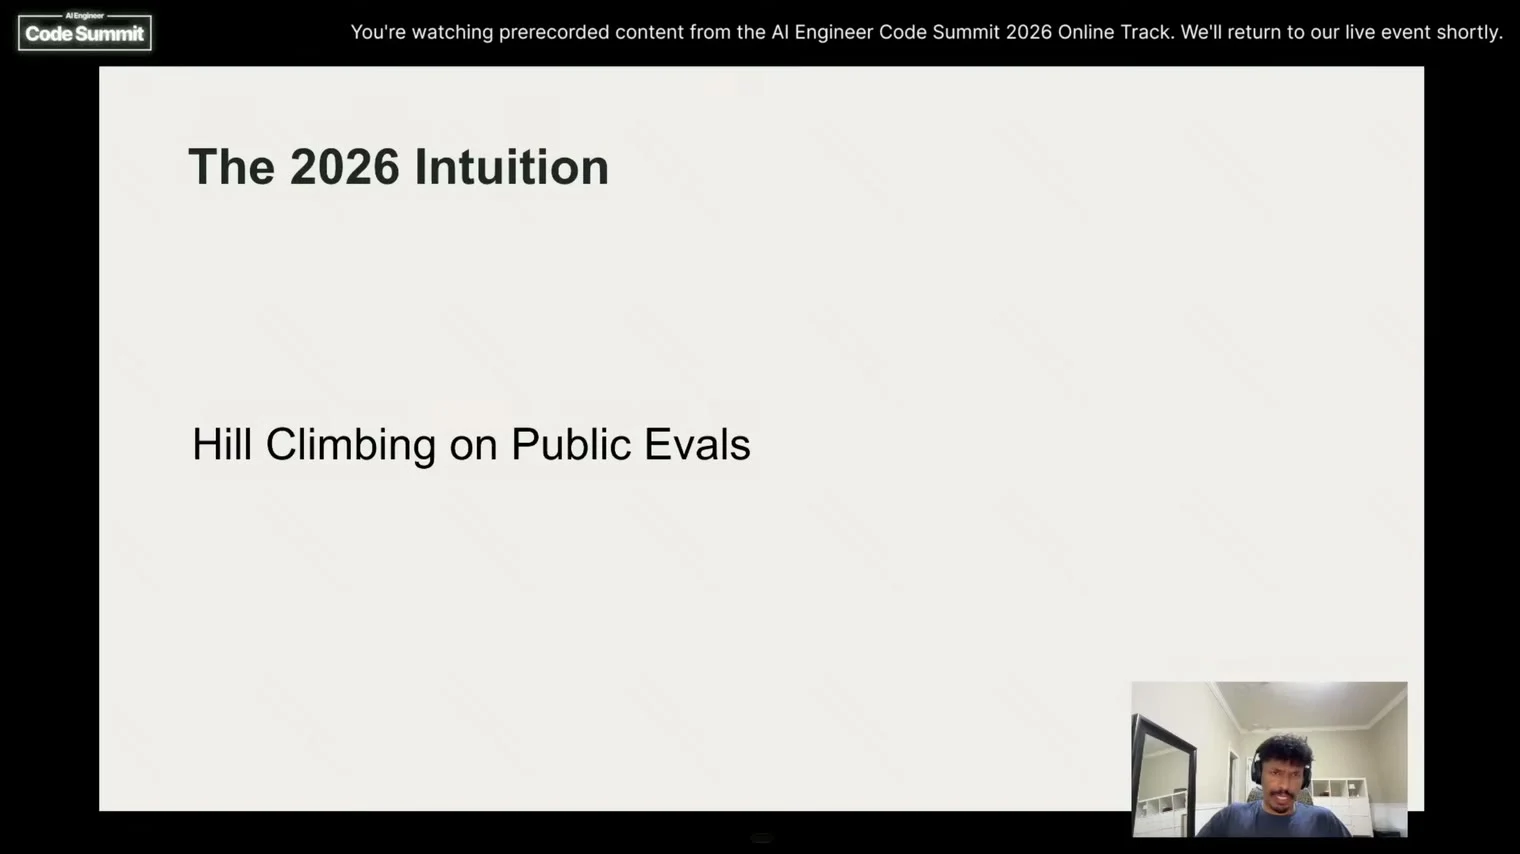 AI Engineer
Code Summit
You're watching prerecorded content from the AI Engineer Code Summit 2026 Online Track. We'll return to our live event shortly.
The 2026 Intuition
Hill Climbing on Public Evals